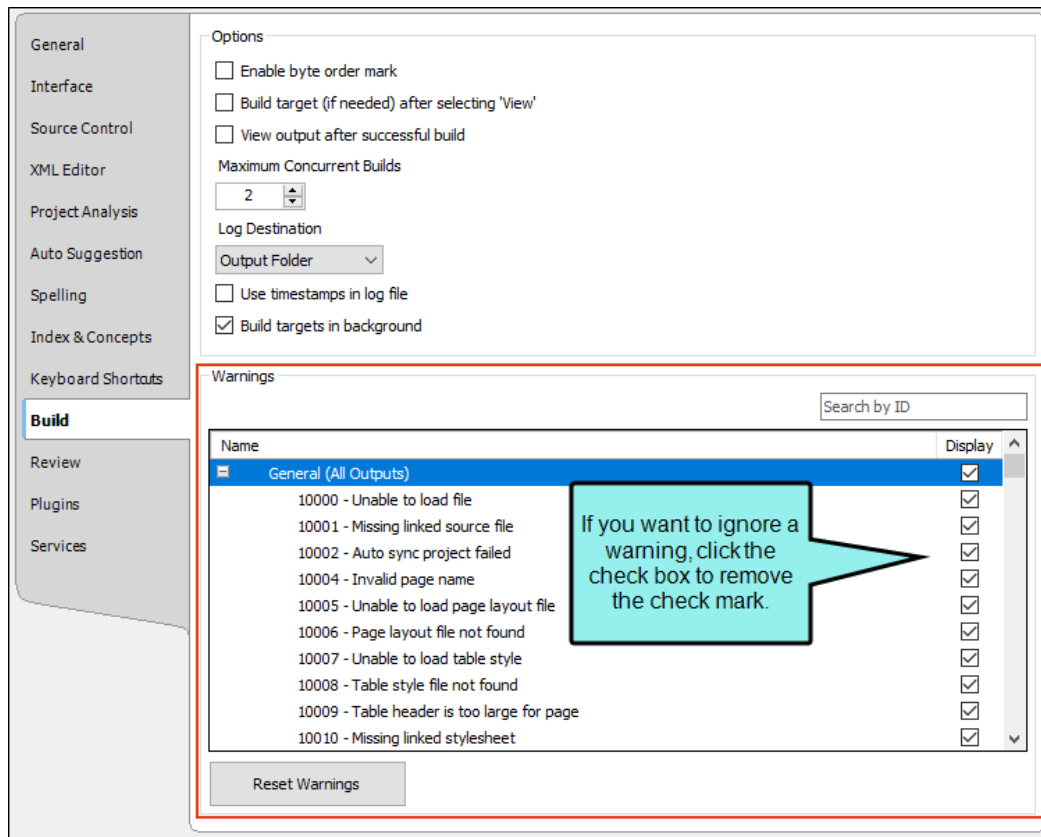 General
Interface
Source Control
XML Editor
Project Analysis
Auto Suggestion
Spelling
Index & Concepts
Keyboard Shortcuts
Build
Review
Plugins
Services
Options
Enable byte order mark
Build target (if needed) after selecting 'View'
View output after successful build
Maximum Concurrent Builds
2
Log Destination
Output Folder
Use timestamps in log file
Build targets in background
Warnings
Search by ID
Name Display
General (All Outputs)
10000 - Unable to load file
10001 - Missing linked source file
10002 - Auto sync project failed
10004 - Invalid page name
10005 - Unable to load page layout file
10006 - Page layout file not found
10007 - Unable to load table style
10008 - Table style file not found
10009 - Table header is too large for page
10010 - Missing linked stylesheet
If you want to ignore a
warning, click the
check box to remove
the check mark.
Reset Warnings